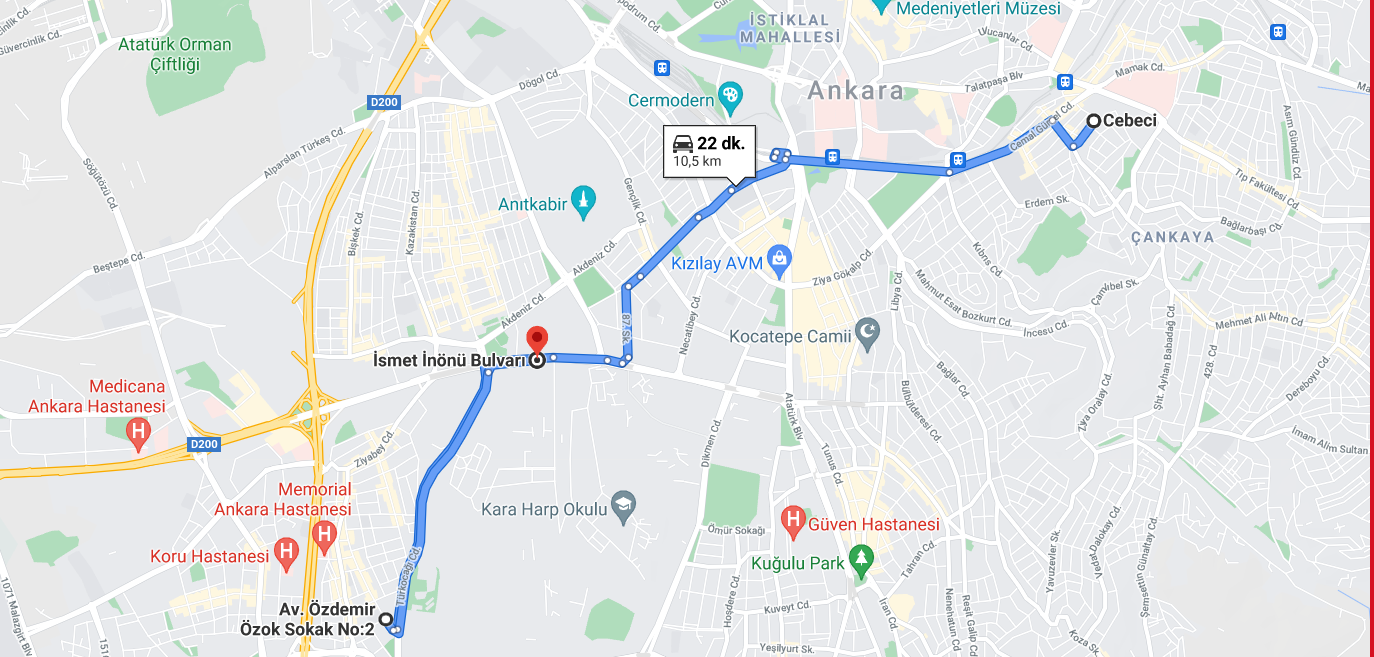 İSTİKLAL
MAHALLESİ
Medeniyetleri Müzesi
Güvercinlik Cd.
Atatürk Orman
Çiftliği
Ucanlar Cd.
Mamak Cd.
Talatpaşa Blv
Dögol Cd.
D200
Cermodern
Ankara
Cebeci
Cemal Gürsel Cd.
22 dk.
10,5 km
Asım Gündüz Cd.
Alparslan Türkeş Cd.
Söğütözü Cd.
Tıp Fakültesi Cd.
Gençlik Cd.
Anıtkabir
Kazakistan Cd.
Bişkek Cd.
Erdem Sk.
Bağlarbaşı Cd.
ÇANKAYA
Beştepe Cd.
Akdeniz Cd.
Kızılay AVM
Kıbrıs Cd.
Ziya Gökalp Cd.
Libya Cd.
Mahmut Esat Bozkurt Cd.
Çanvibel Sk.
Akdeniz Cd.
87. Sk.
Necatibey Cd.
Kocatepe Camii
İncesu Cd.
Mehmet Ali Altın Cd.
İsmet İnönü Bulvarı
Bağlar Cd.
428. Cd
Şht. Ayhan Babadağ Cd.
Dereboyu Cd.
Medicana
Ankara Hastanesi
Atatürk Blv
Bülbülderesi Cd.
Ziya Oralay Cd.
D200
Ziyabey Cd.
Dikmen Cd.
Tunus Cd.
İmam Alim Sultan
Memorial
Ankara Hastanesi
Kara Harp Okulu
Güven Hastanesi
Ömür Sokağı
Koru Hastanesi
Kuğulu Park
Tahran Cd.
Türkocağı Cd.
Yavuzevler Sk.
Vedat Dalokay Cd.
Şemsettin Günaltay Cd.
1071 Malazgirt Blv
Av. Özdemir
Özok Sokak No:2
Hoşdere Cd.
Kuveyt Cd.
İran Cd.
Nenehatun Cd.
Reşit Galip Cd.
Koza Sk.
Yeşilyurt Sk.